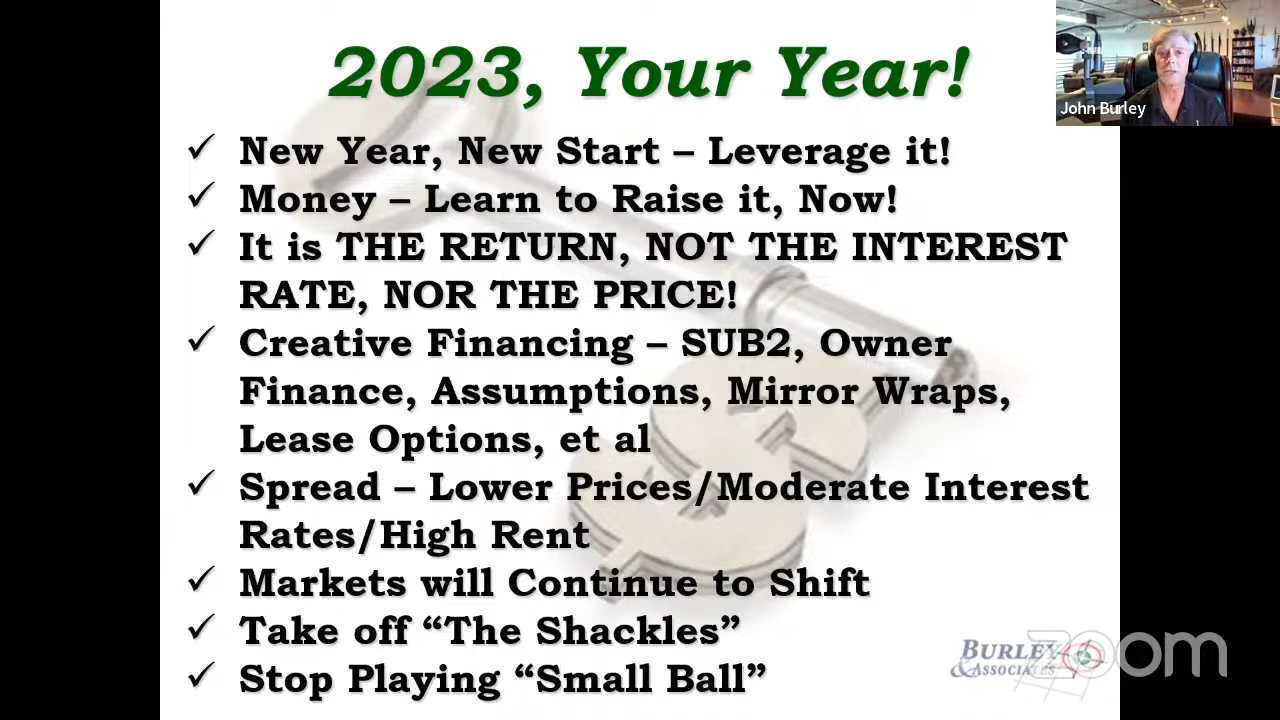 2023, Your Year!
John Burley
✓ New Year, New Start – Leverage it!
✓ Money – Learn to Raise it, Now!
✓ It is THE RETURN, NOT THE INTEREST
RATE, NOR THE PRICE!
✓ Creative Financing – SUB2, Owner
Finance, Assumptions, Mirror Wraps,
Lease Options, et al
✓ Spread – Lower Prices/Moderate Interest
Rates/High Rent
✓ Markets will Continue to Shift
✓ Take off “The Shackles”
✓ Stop Playing “Small Ball”
BURLEY
& ASSOCIATES
zoom